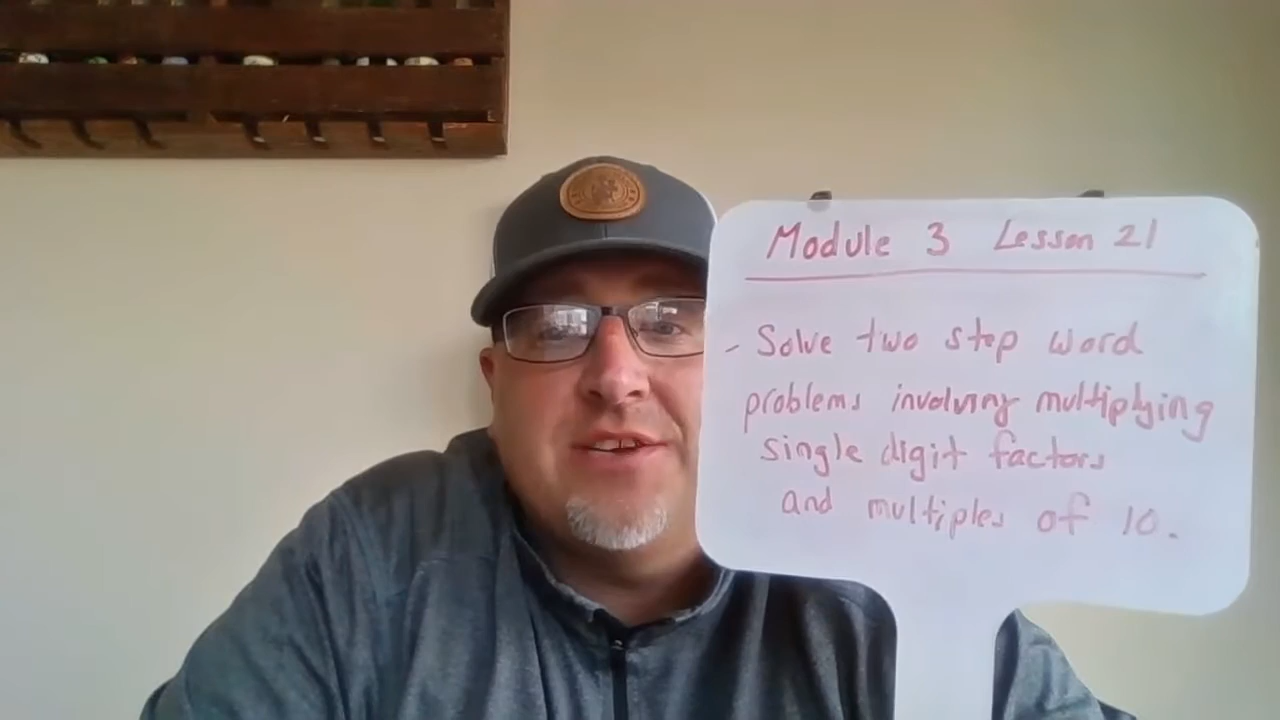 Module 3 Lesson 21
- Solve two step word
problems involving multiplying
single digit factors
and multiples of 10.